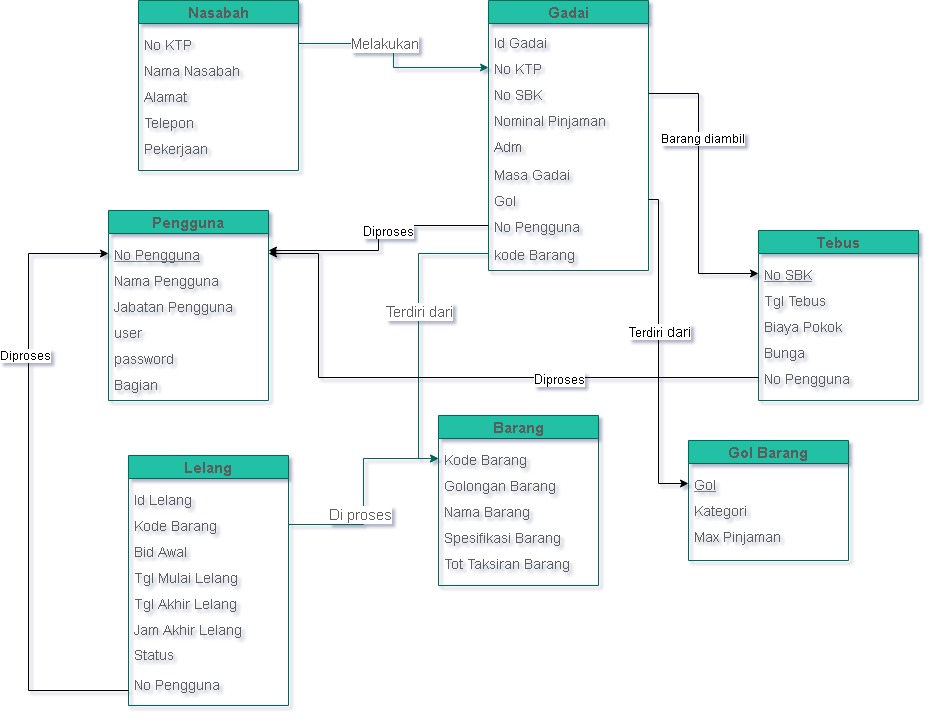 Nasabah
No KTP
Nama Nasabah
Alamat
Telepon
Pekerjaan
Melakukan
Gadai
Id Gadai
No KTP
No SBK
Nominal Pinjaman
Adm
Masa Gadai
Gol
No Pengguna
kode Barang
Barang diambil
Pengguna
No Pengguna
Nama Pengguna
Jabatan Pengguna
user
password
Bagian
Diproses
Terdiri dari
Terdiri dari
Tebus
No SBK
Tgl Tebus
Biaya Pokok
Bunga
No Pengguna
Diproses
Diproses
Lelang
Id Lelang
Kode Barang
Bid Awal
Tgl Mulai Lelang
Tgl Akhir Lelang
Jam Akhir Lelang
Status
No Pengguna
Di proses
Barang
Kode Barang
Golongan Barang
Nama Barang
Spesifikasi Barang
Tot Taksiran Barang
Gol Barang
Gol
Kategori
Max Pinjaman